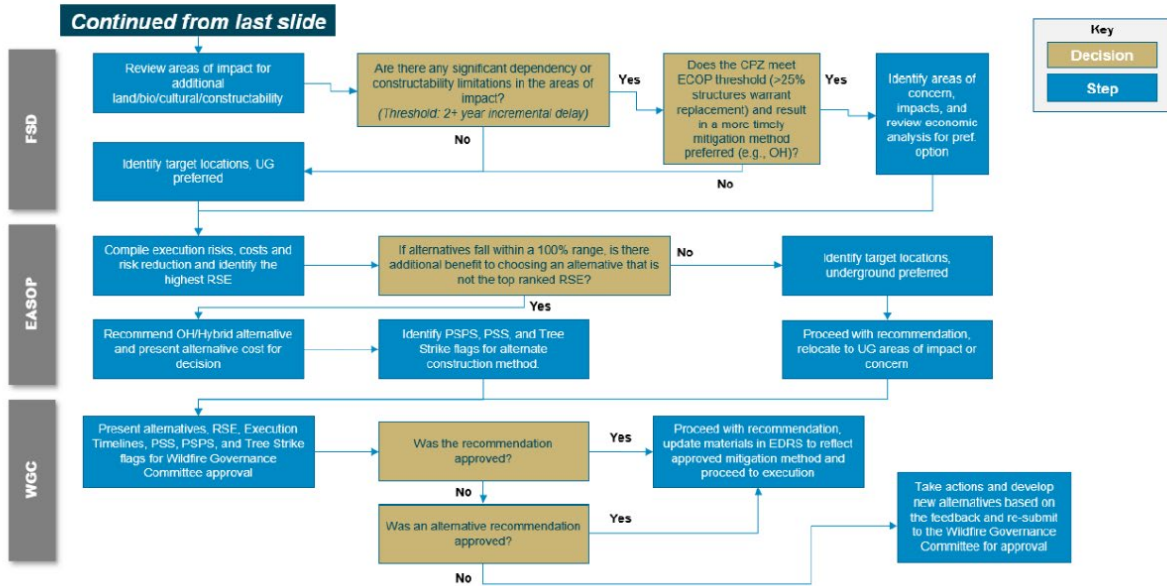 Continued from last slide
Key
Decision
Step
FSD
Review areas of impact for
additional
land/bio/cultural/constructability
Are there any significant dependency or
constructability limitations in the areas of
impact?
(Threshold: 2+ year incremental delay)
Yes
Does the CPZ meet
ECOP threshold (>25%
structures warrant
replacement) and result
in a more timely
mitigation method
preferred (e.g., OH)?
Yes
Identify areas of
concern,
impacts, and
review economic
analysis for pref.
option
No
No
Identify target locations, UG
preferred
EASOP
Compile execution risks, costs and
risk reduction and identify the
highest RSE
If alternatives fall within a 100% range, is there
additional benefit to choosing an alternative that is
not the top ranked RSE?
No
Identify target locations,
underground preferred
Yes
Recommend OH/Hybrid alternative
and present alternative cost for
decision
Identify PSPS, PSS, and Tree
Strike flags for alternate
construction method.
Proceed with recommendation,
relocate to UG areas of impact or
concern
WGC
Present alternatives, RSE, Execution
Timelines, PSS, PSPS, and Tree Strike
flags for Wildfire Governance
Committee approval
Was the recommendation
approved?
Yes
Proceed with recommendation,
update materials in EDRS to reflect
approved mitigation method and
proceed to execution
No
Was an alternative recommendation
approved?
Yes
No
Take actions and develop
new alternatives based on
the feedback and re-submit
to the Wildfire Governance
Committee for approval